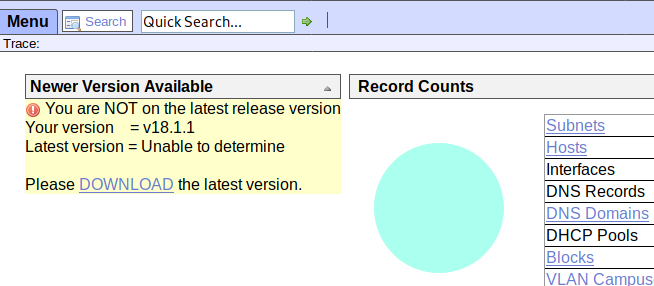 Menu Search Quick Search...
Trace:
Newer Version Available
You are NOT on the latest release version
Your version = v18.1.1
Latest version = Unable to determine
Please DOWNLOAD the latest version.
Record Counts
Subnets
Hosts
Interfaces
DNS Records
DNS Domains
DHCP Pools
Blocks
VLAN Campus